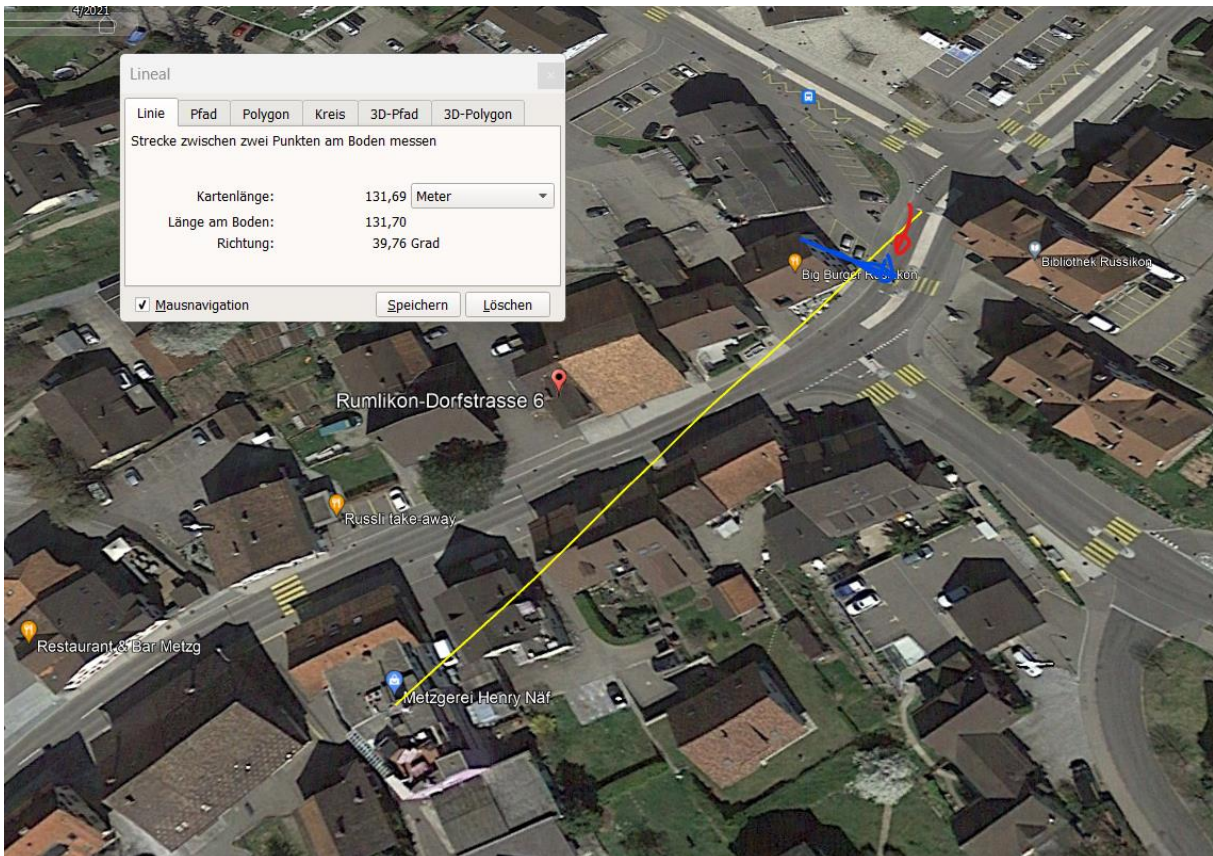 4/2021
Lineal
Linie Pfad Polygon Kreis 3D-Pfad 3D-Polygon
Strecke zwischen zwei Punkten am Boden messen
Kartenlänge: 131,69 Meter
Länge am Boden: 131,70
Richtung: 39,76 Grad
Mausnavigation Speichern Löschen
Bibliothek Russikon
Big Burger Russikon
Rumlikon-Dorfstrasse 6
Russli take-away
Restaurant & Bar Metzg
Metzgerei Henry Näf